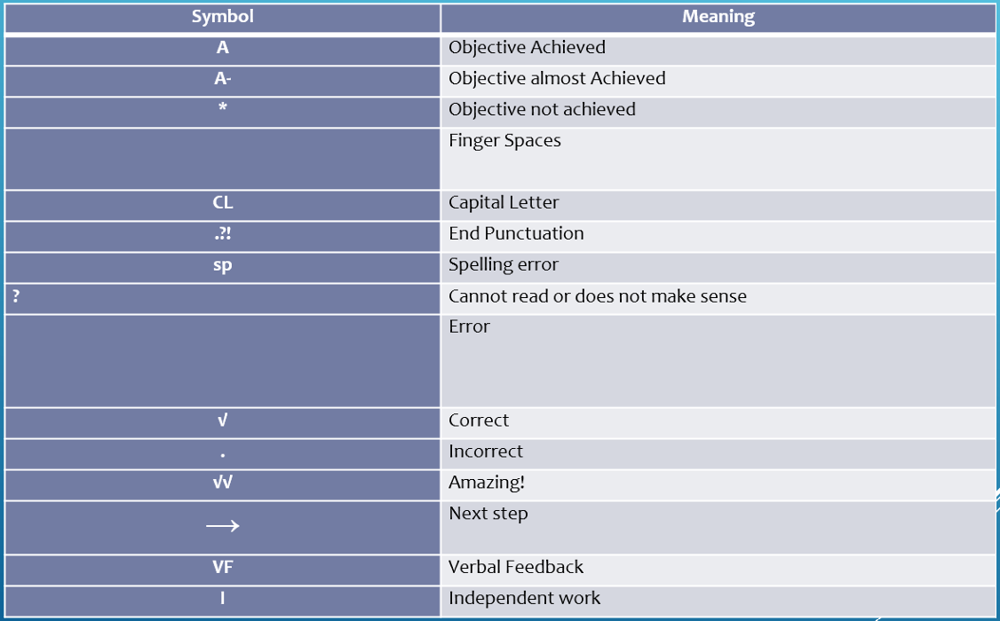 Symbol Meaning
A Objective Achieved
A- Objective almost Achieved
* Objective not achieved
Finger Spaces
CL Capital Letter
.?! End Punctuation
sp Spelling error
? Cannot read or does not make sense
Error
√ Correct
. Incorrect
√√ Amazing!
→ Next step
VF Verbal Feedback
I Independent work